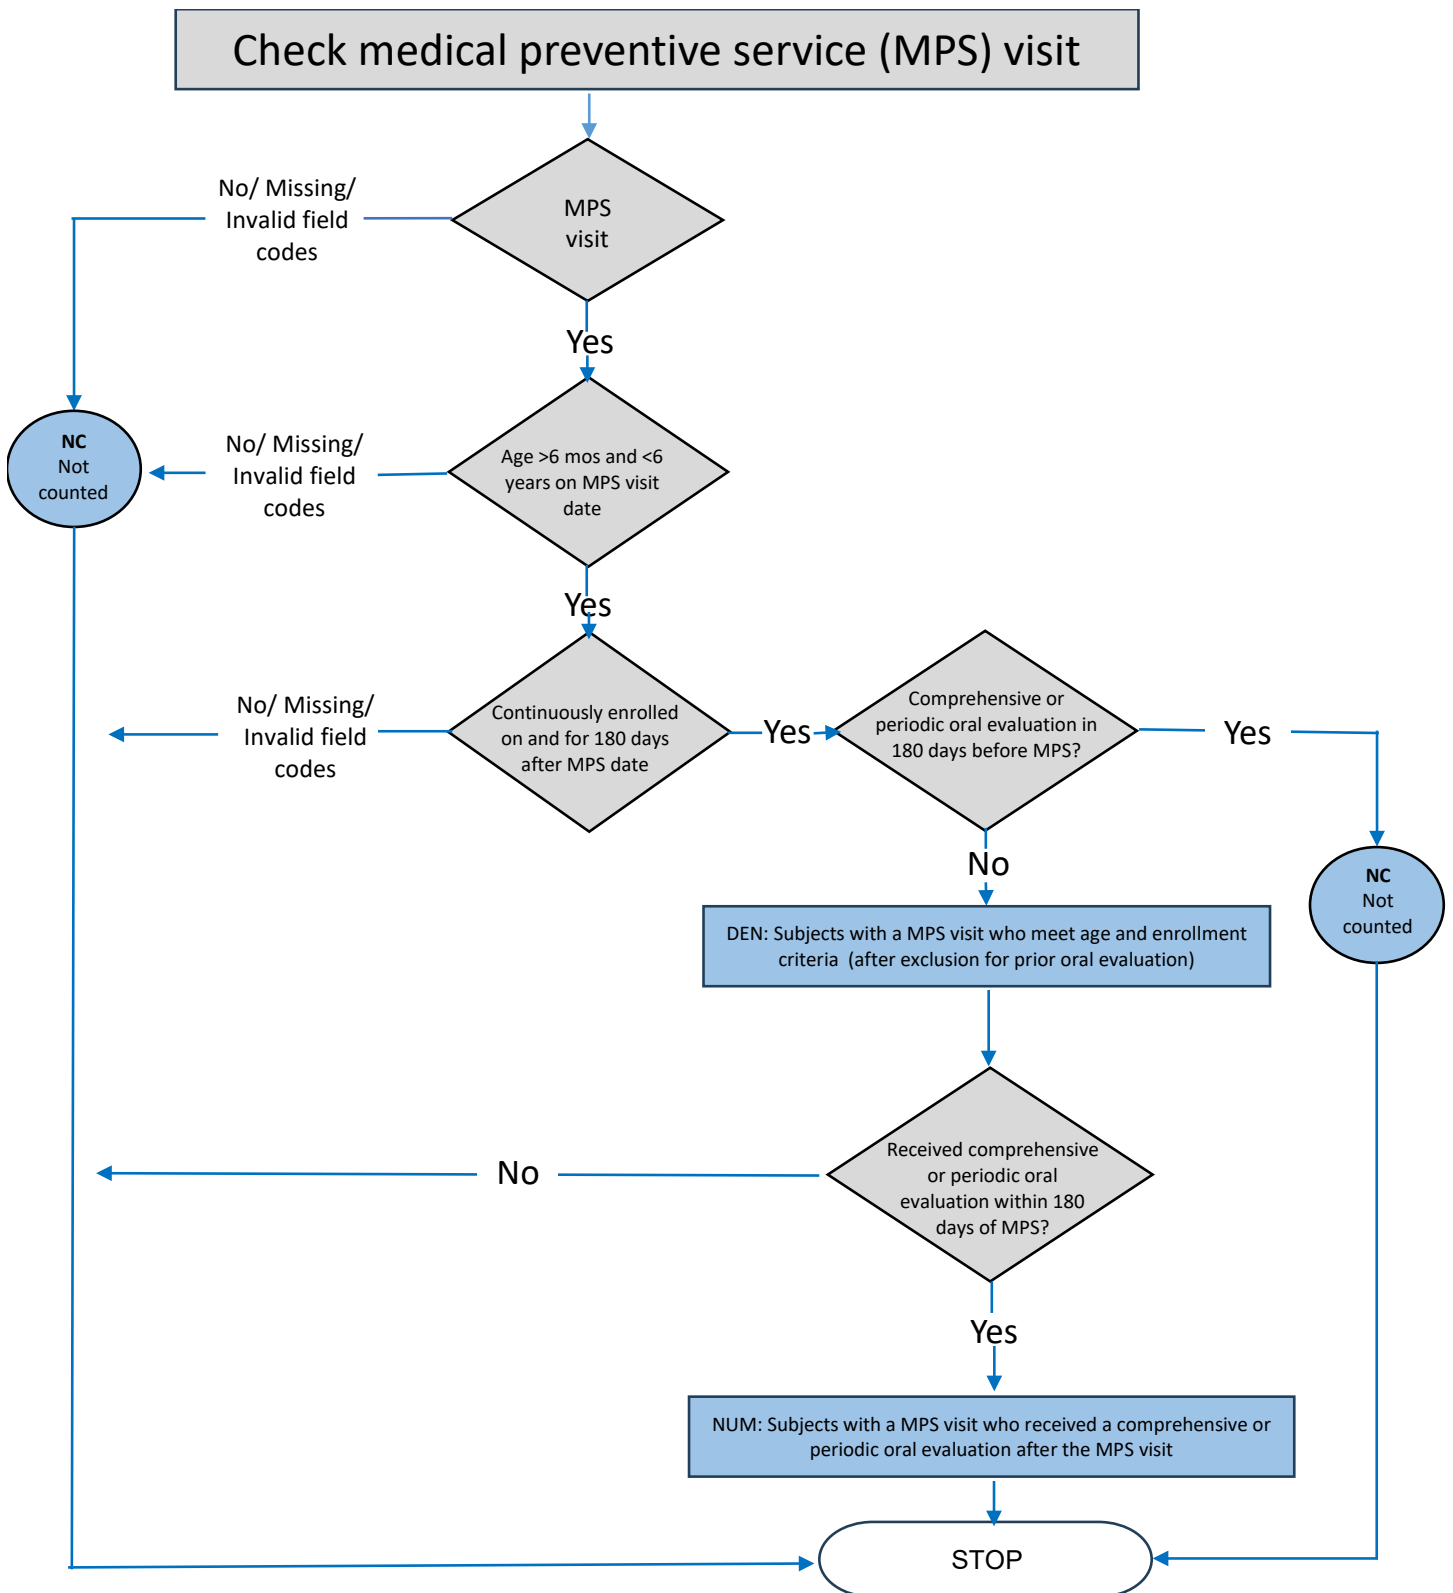 Check medical preventive service (MPS) visit
No/ Missing/
Invalid field
codes
MPS
visit
Yes
NC
Not
counted
No/ Missing/
Invalid field
codes
Age >6 mos and <6
years on MPS visit
date
Yes
No/ Missing/
Invalid field
codes
Continuously enrolled
on and for 180 days
after MPS date
Yes
Comprehensive or
periodic oral evaluation in
180 days before MPS?
Yes
No
NC
Not
counted
DEN: Subjects with a MPS visit who meet age and enrollment
criteria (after exclusion for prior oral evaluation)
Received comprehensive
or periodic oral
evaluation within 180
days of MPS?
No
Yes
NUM: Subjects with a MPS visit who received a comprehensive or
periodic oral evaluation after the MPS visit
STOP